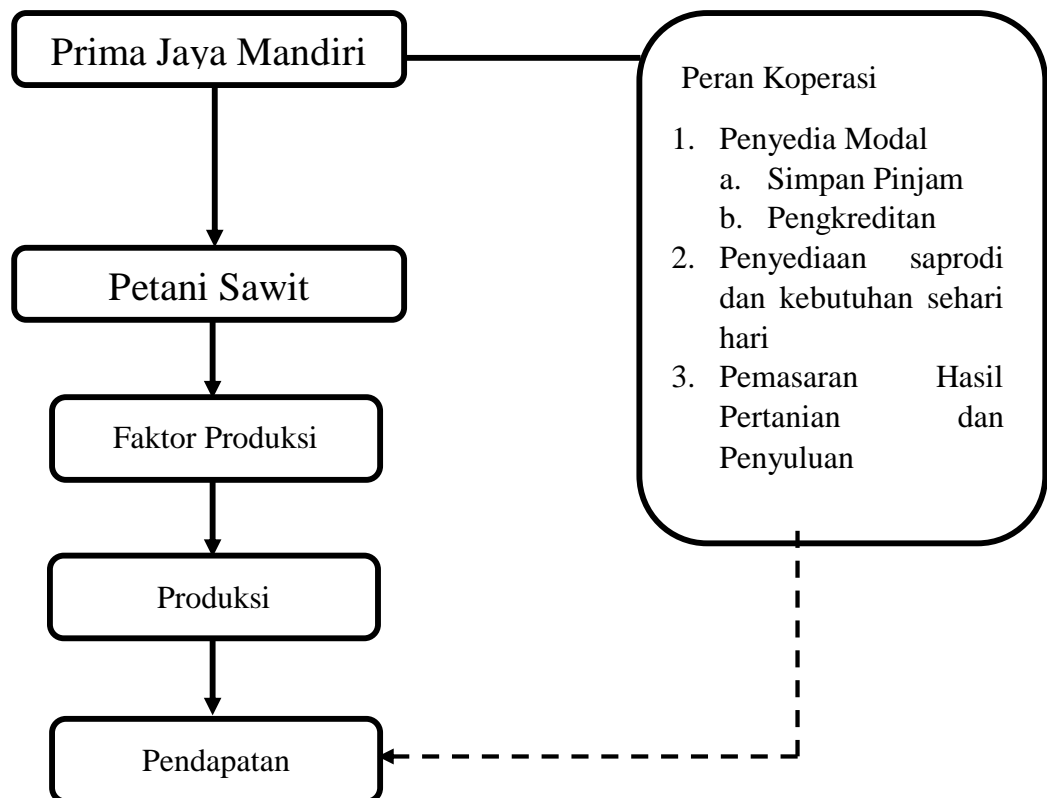 Prima Jaya Mandiri
Peran Koperasi
1. Penyedia Modal
a. Simpan Pinjam
b. Pengkreditan
2. Penyediaan saprodi
dan kebutuhan sehari
hari
3. Pemasaran Hasil
Pertanian dan
Penyuluan
Petani Sawit
Faktor Produksi
Produksi
Pendapatan